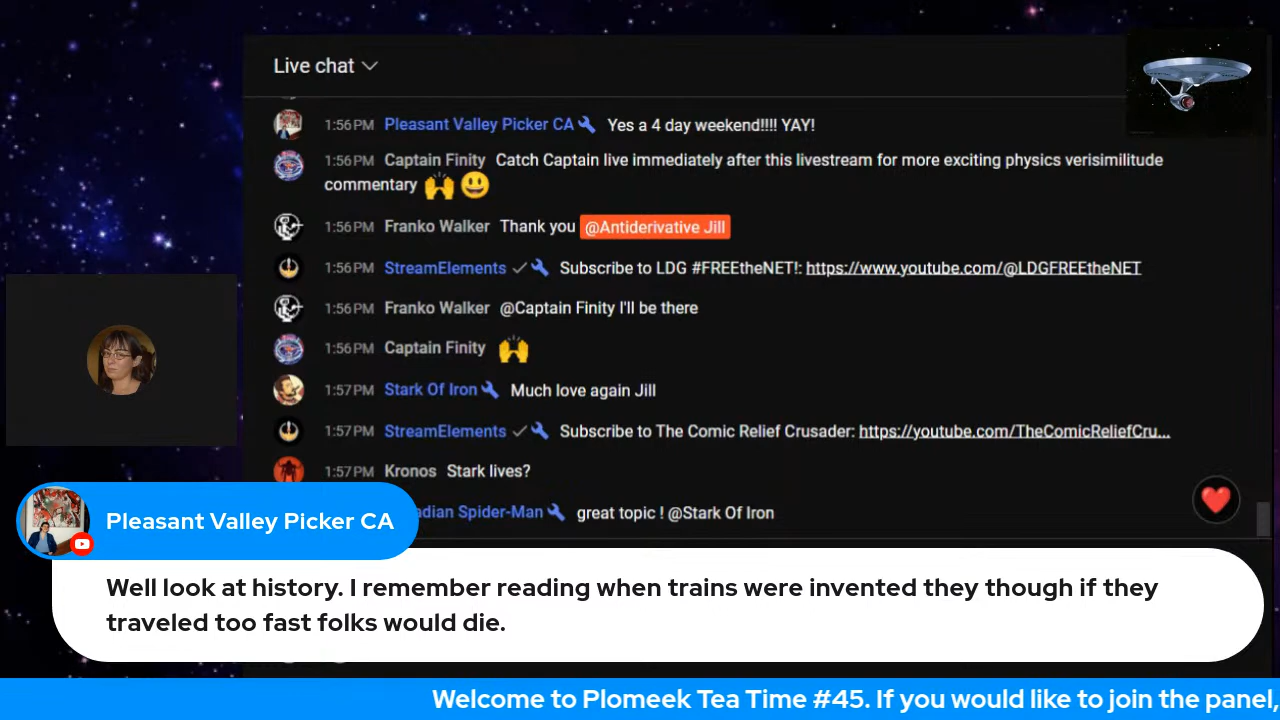 Live chat
1:56 PM Pleasant Valley Picker CA Yes a 4 day weekend!!!! YAY!
1:56 PM Captain Finity Catch Captain live immediately after this livestream for more exciting physics verisimilitude
commentary
1:56 PM Franko Walker Thank you @Antiderivative Jill
1:56 PM StreamElements Subscribe to LDG #FREEtheNET!: https://www.youtube.com/@LDGFREEtheNET
1:56 PM Franko Walker @Captain Finity I'll be there
1:56 PM Captain Finity
1:57 PM Stark Of Iron Much love again Jill
1:57 PM StreamElements Subscribe to The Comic Relief Crusader: https://youtube.com/TheComicReliefCru...
1:57 PM Kronos Stark lives?
adian Spider-Man great topic ! @Stark Of Iron
Pleasant Valley Picker CA
Well look at history. I remember reading when trains were invented they though if they
traveled too fast folks would die.
Welcome to Plomeek Tea Time #45. If you would like to join the panel,